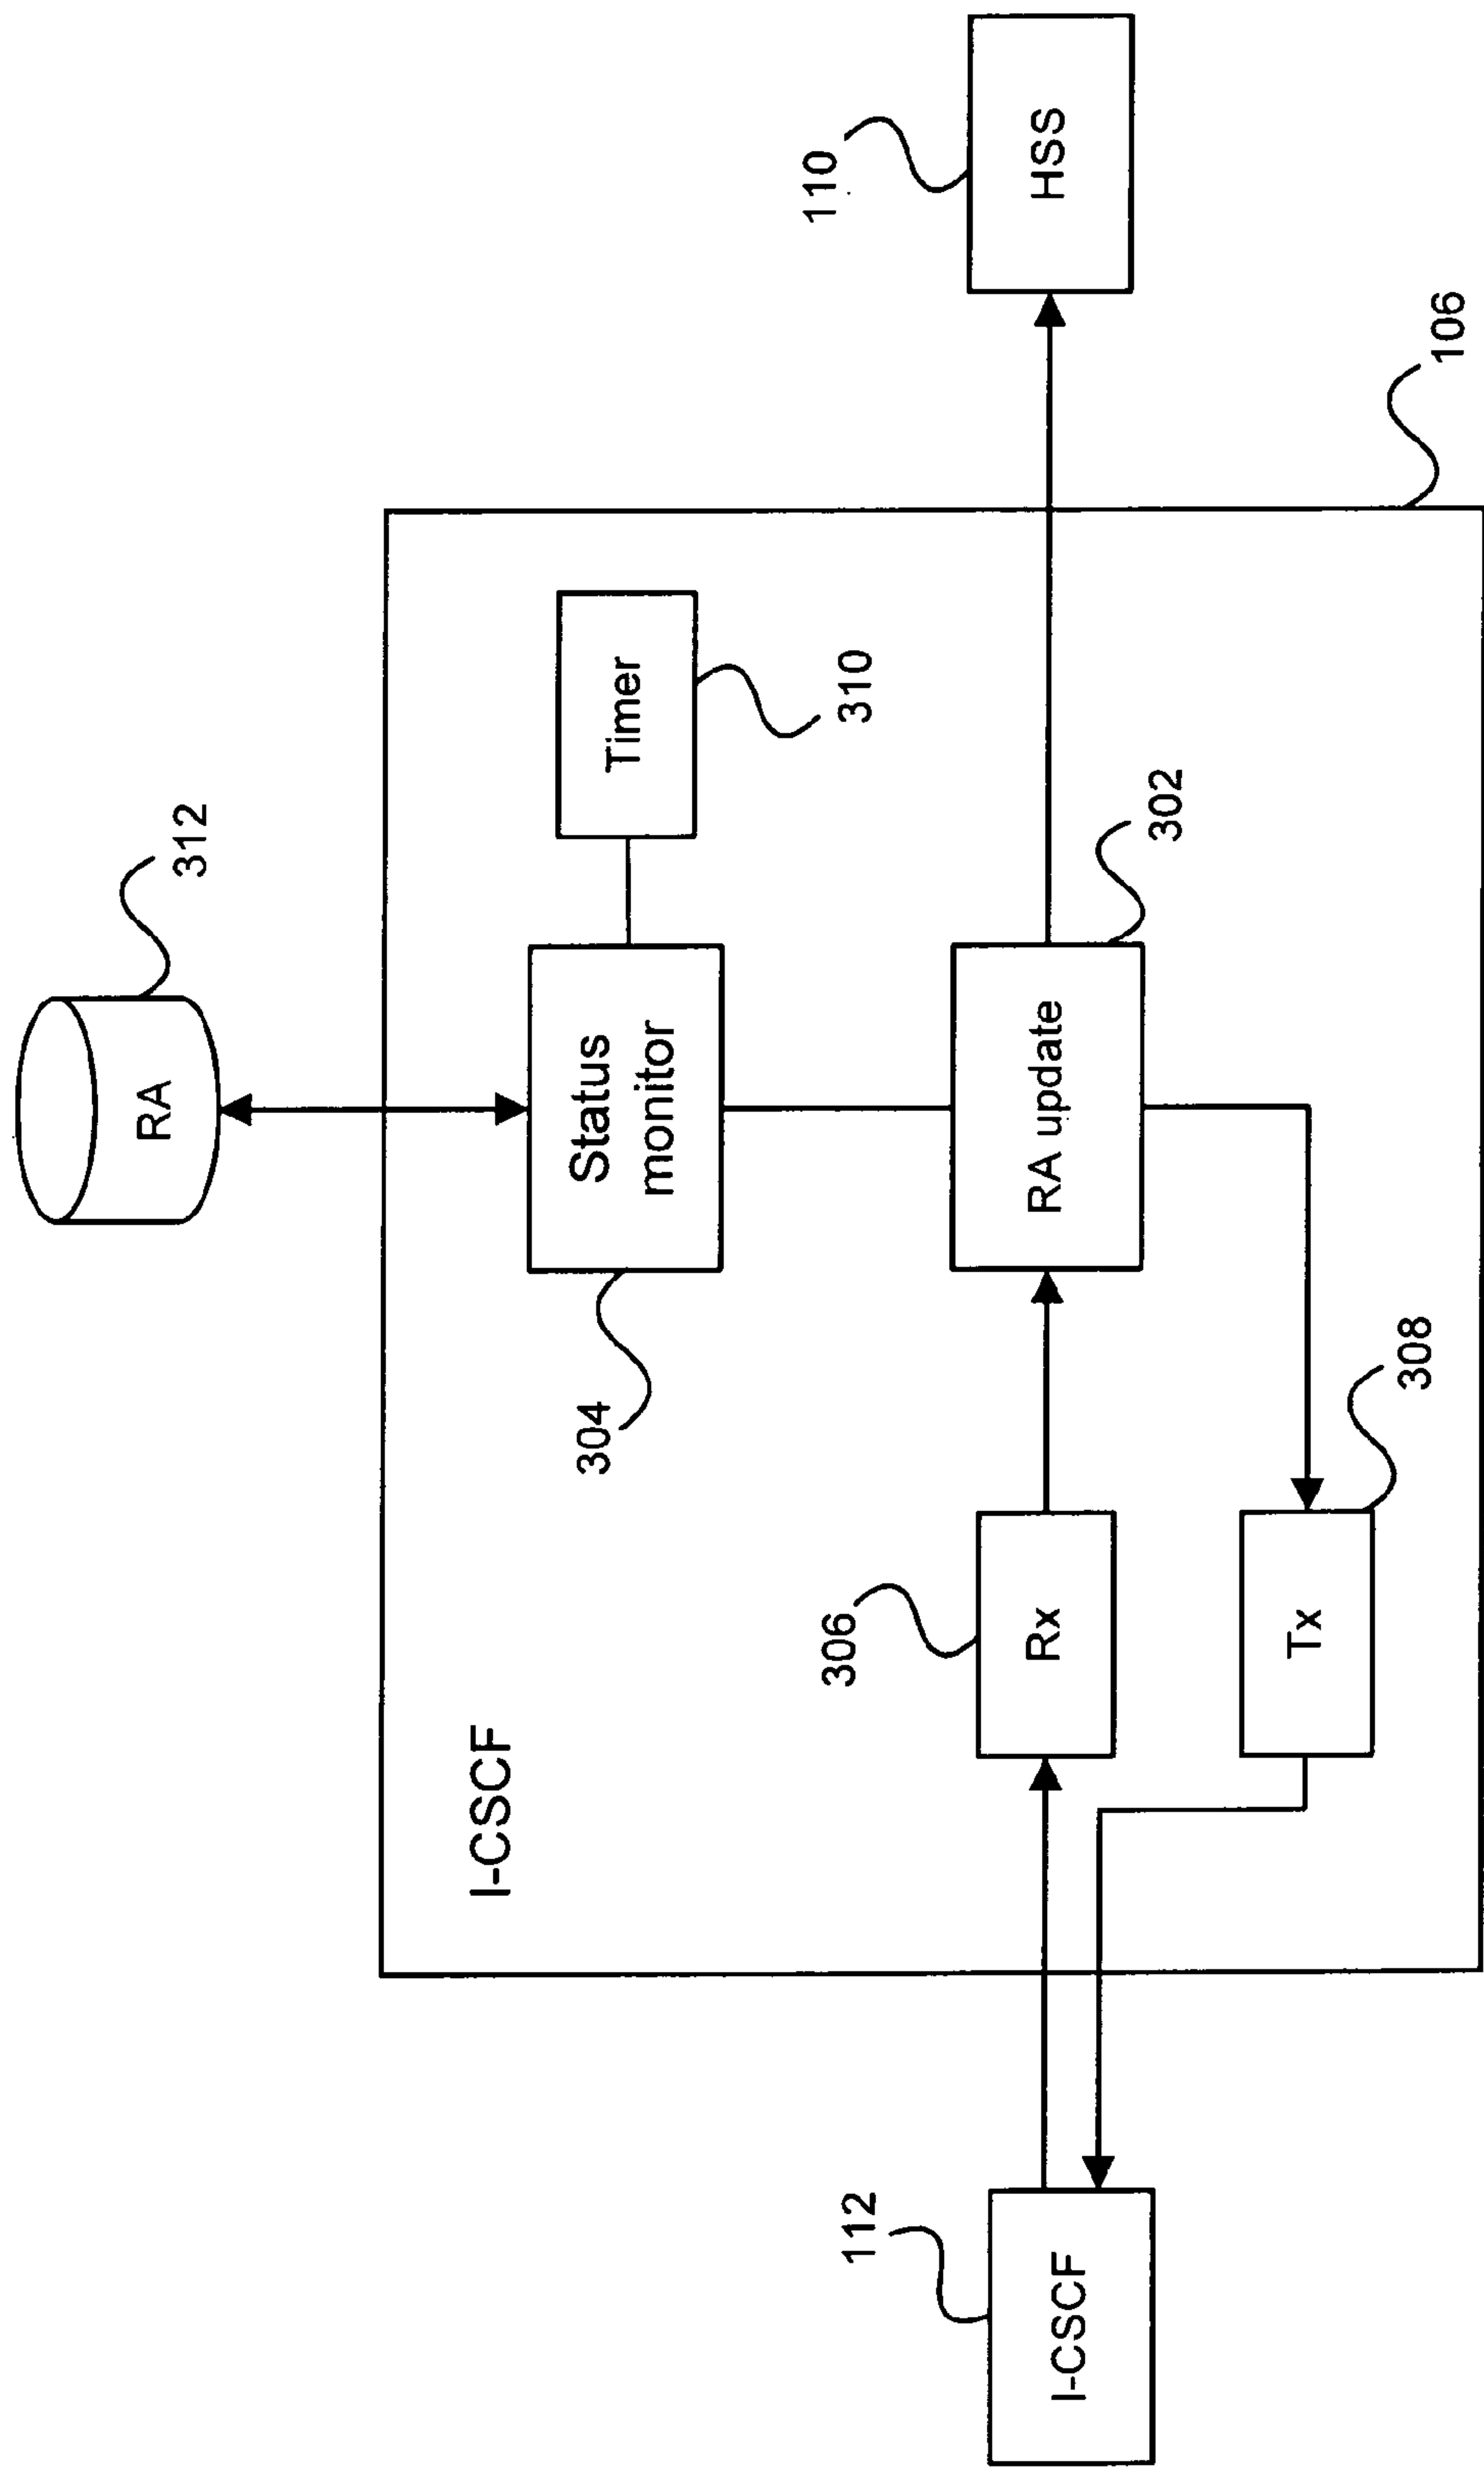 312
RA
I-CSCF
304
Status
monitor
Timer
310
110
HSS
112
I-CSCF
306
Rx
RA update
302
308
Tx
106